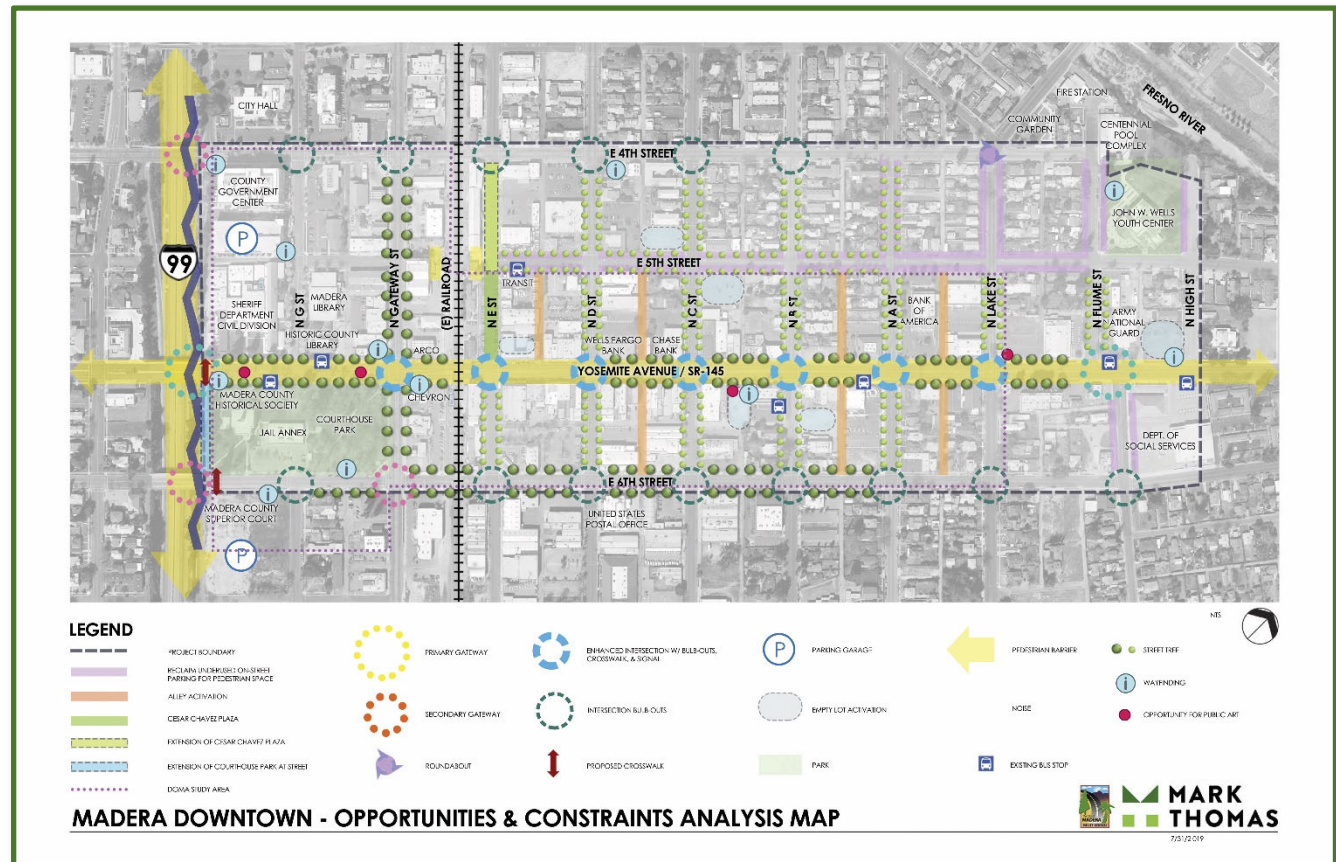 CITY HALL
FIRE STATION
FRESNO RIVER
COMMUNITY
GARDEN
CENTENNIAL
POOL
COMPLEX
E 4TH STREET
COUNTY
GOVERNMENT
CENTER
JOHN W. WELLS
YOUTH CENTER
P
99
E 5TH STREET
TRANSIT
N G ST
N GATEWAY ST
(E) RAILROAD
N E ST
N D ST
N C ST
N B ST
N A ST
N LAKE ST
N FLUME ST
N HIGH ST
SHERIFF
DEPARTMENT
CIVIL DIVISION
MADERA
LIBRARY
HISTORIC COUNTY
LIBRARY
BANK
OF
AMERICA
ARMY
NATIONAL
GUARD
ARCO
WELLS FARGO
BANK
CHASE
BANK
YOSEMITE AVENUE / SR-145
CHEVRON
MADERA COUNTY
HISTORICAL SOCIETY
COURTHOUSE
PARK
JAIL ANNEX
DEPT. OF
SOCIAL SERVICES
E 6TH STREET
MADERA COUNTY
SUPERIOR COURT
UNITED STATES
POSTAL OFFICE
P
LEGEND
PROJECT BOUNDARY
RECLAIM UNDERUSED ON-STREET
PARKING FOR PEDESTRIAN SPACE
ALLEY ACTIVATION
CESAR CHAVEZ PLAZA
EXTENSION OF CESAR CHAVEZ PLAZA
EXTENSION OF COURTHOUSE PARK AT STREET
DOMA STUDY AREA
PRIMARY GATEWAY
SECONDARY GATEWAY
ROUNDABOUT
ENHANCED INTERSECTION W/ BULB-OUTS,
CROSSWALK, & SIGNAL
INTERSECTION BULB-OUTS
PROPOSED CROSSWALK
P
PARKING GARAGE
EMPTY LOT ACTIVATION
PARK
PEDESTRIAN BARRIER
NOISE
EXISTING BUS STOP
STREET TREE
i
WAYFINDING
OPPORTUNITY FOR PUBLIC ART
NTS
MADERA DOWNTOWN - OPPORTUNITIES & CONSTRAINTS ANALYSIS MAP
MADERA
MARK
THOMAS
7/31/2019